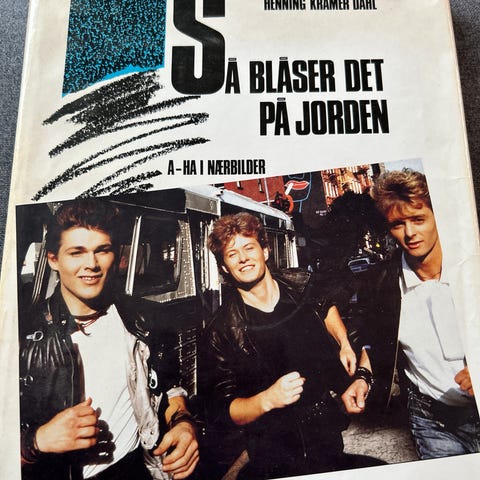 HENNING KRAMER DAHL
SÅ BLÅSER DET
PÅ JORDEN
A-HA I NÆRBILDER